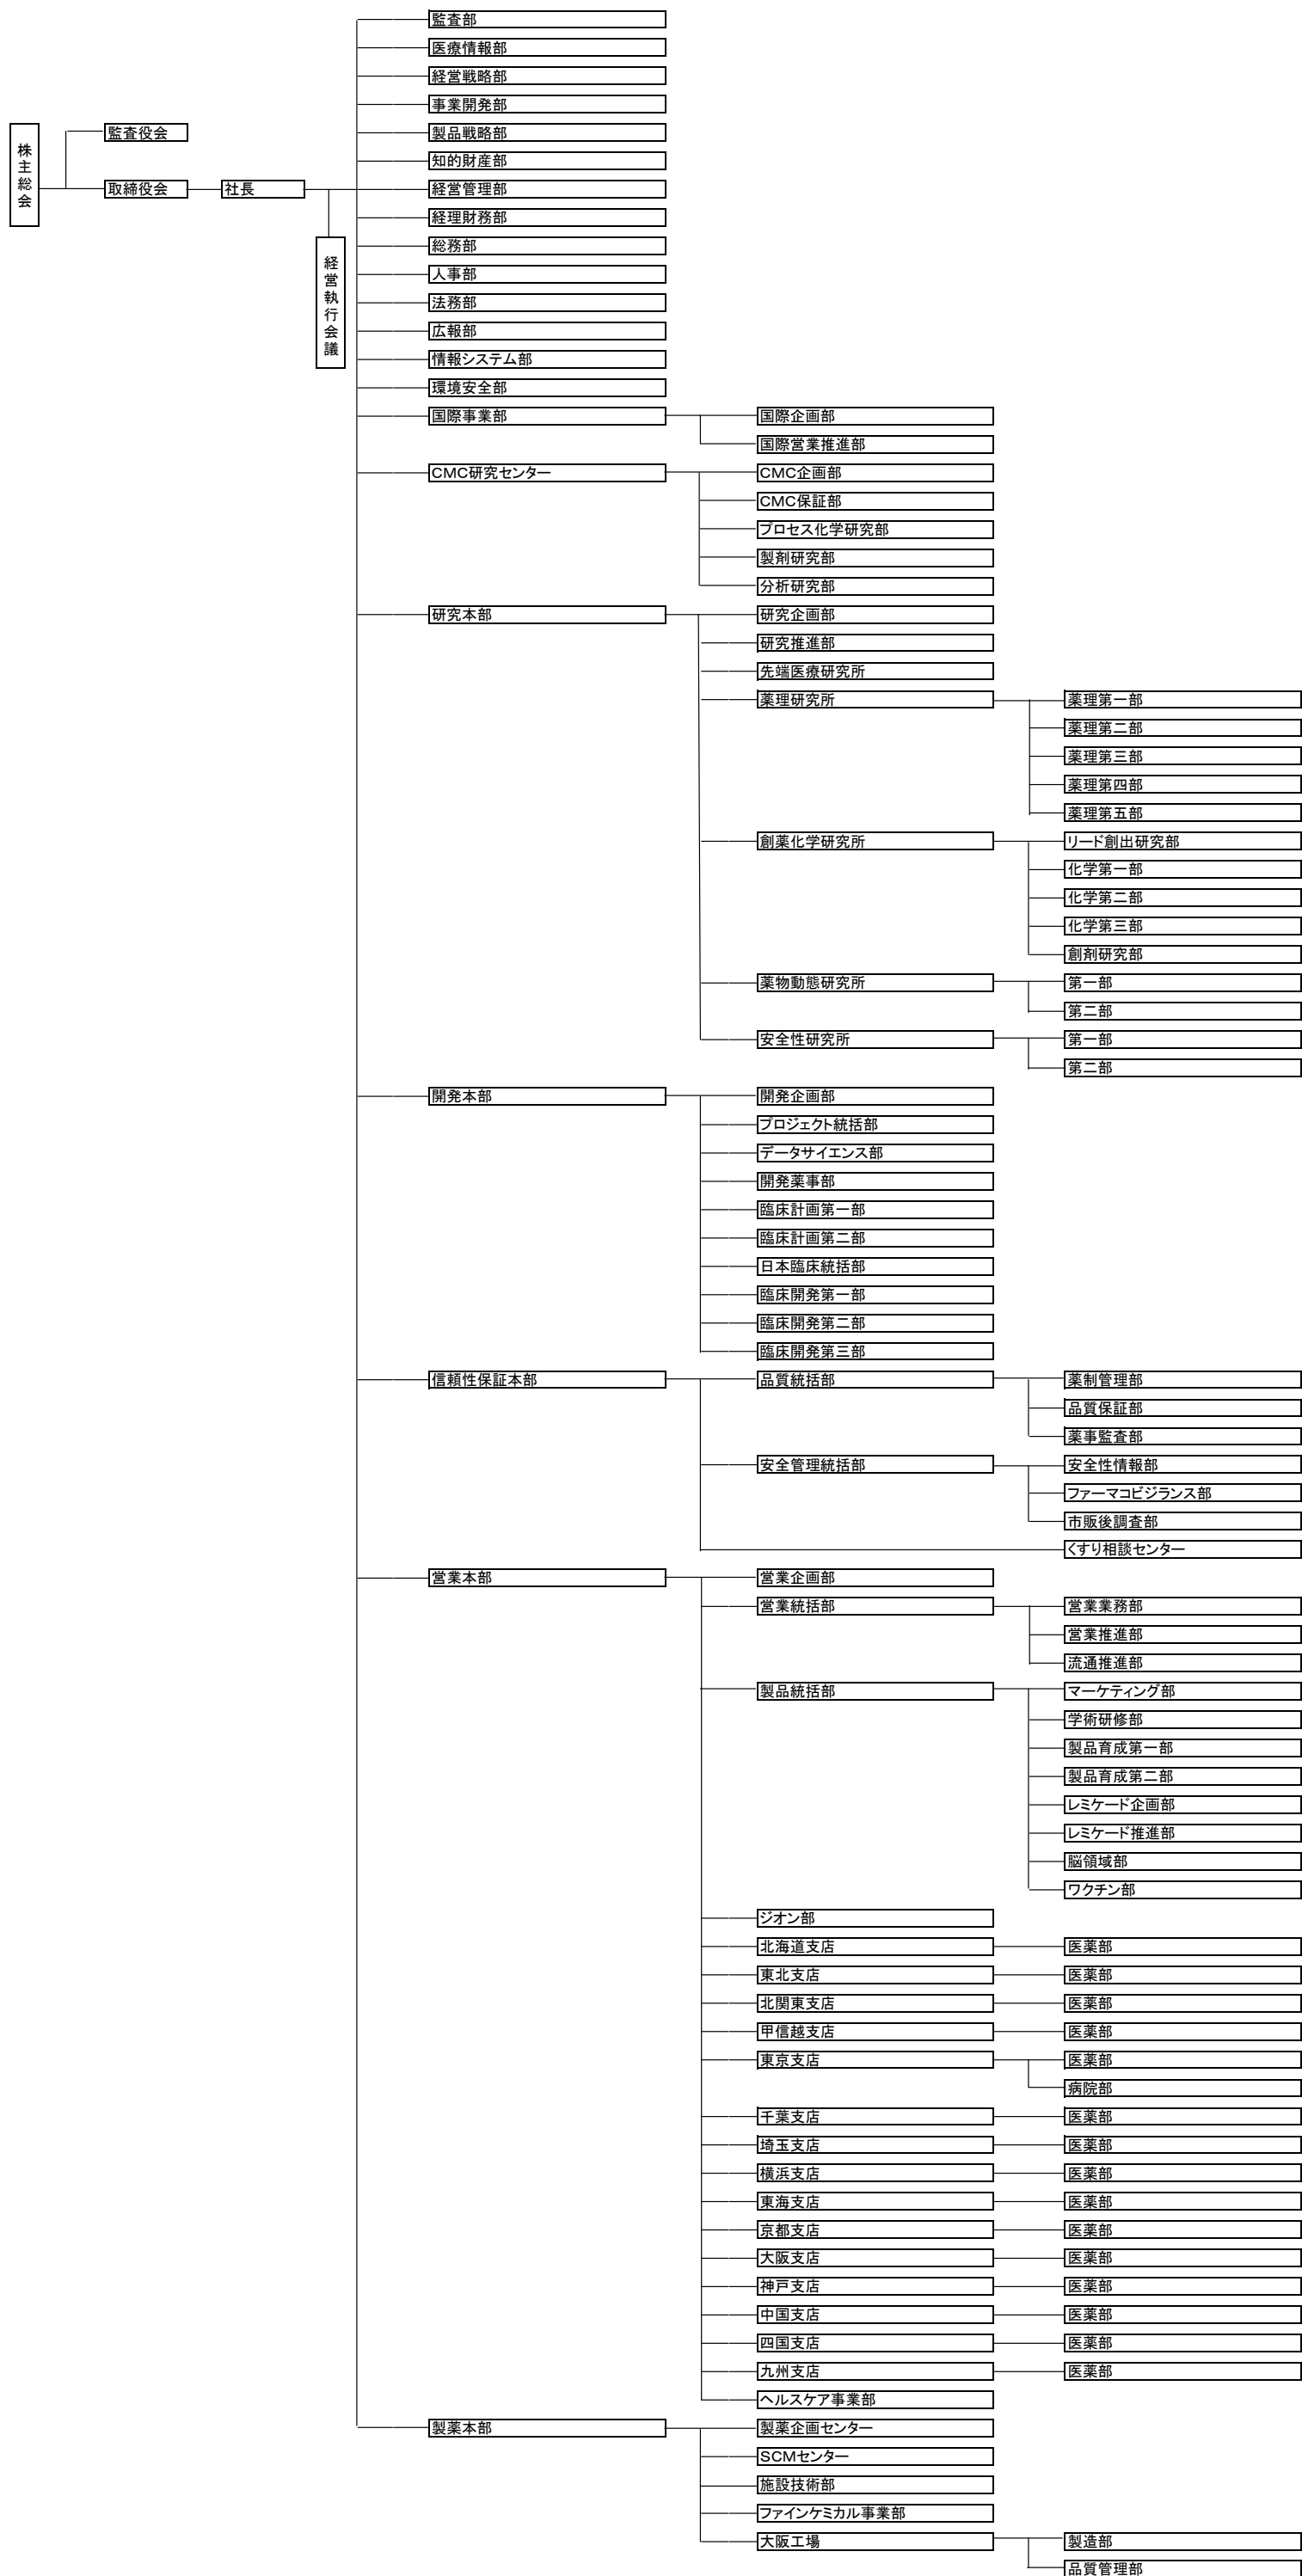 株主総会
監査役会
取締役会
社長
経営執行会議
監査部
医療情報部
経営戦略部
事業開発部
製品戦略部
知的財産部
経営管理部
経理財務部
総務部
人事部
法務部
広報部
情報システム部
環境安全部
国際事業部
国際企画部
国際営業推進部
CMC研究センター
CMC企画部
CMC保証部
プロセス化学研究部
製剤研究部
分析研究部
研究本部
研究企画部
研究推進部
先端医療研究所
薬理研究所
薬理第一部
薬理第二部
薬理第三部
薬理第四部
薬理第五部
創薬化学研究所
リード創出研究部
化学第一部
化学第二部
化学第三部
創剤研究部
薬物動態研究所
第一部
第二部
安全性研究所
第一部
第二部
開発本部
開発企画部
プロジェクト統括部
データサイエンス部
開発薬事部
臨床計画第一部
臨床計画第二部
日本臨床統括部
臨床開発第一部
臨床開発第二部
臨床開発第三部
信頼性保証本部
品質統括部
薬制管理部
品質保証部
薬事監査部
安全管理統括部
安全性情報部
ファーマコビジランス部
市販後調査部
くすり相談センター
営業本部
営業企画部
営業統括部
営業業務部
営業推進部
流通推進部
製品統括部
マーケティング部
学術研修部
製品育成第一部
製品育成第二部
レミケード企画部
レミケード推進部
脳領域部
ワクチン部
ジオン部
北海道支店
医薬部
東北支店
医薬部
北関東支店
医薬部
甲信越支店
医薬部
東京支店
医薬部
病院部
千葉支店
医薬部
埼玉支店
医薬部
横浜支店
医薬部
東海支店
医薬部
京都支店
医薬部
大阪支店
医薬部
神戸支店
医薬部
中国支店
医薬部
四国支店
医薬部
九州支店
医薬部
ヘルスケア事業部
製薬本部
製薬企画センター
SCMセンター
施設技術部
ファインケミカル事業部
大阪工場
製造部
品質管理部